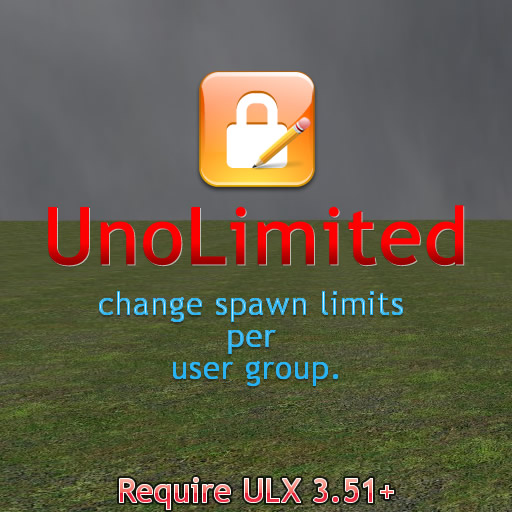 UnoLimited
change spawn limits
per
user group.
Require ULX 3.51+